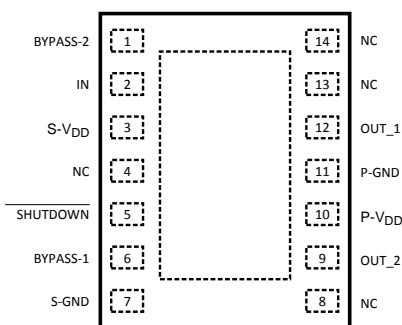 BYPASS-2 1 14 NC
IN 2 13 NC
S-VDD 3 12 OUT_1
NC 4 11 P-GND
SHUTDOWN 5 10 P-VDD
BYPASS-1 6 9 OUT_2
S-GND 7 8 NC